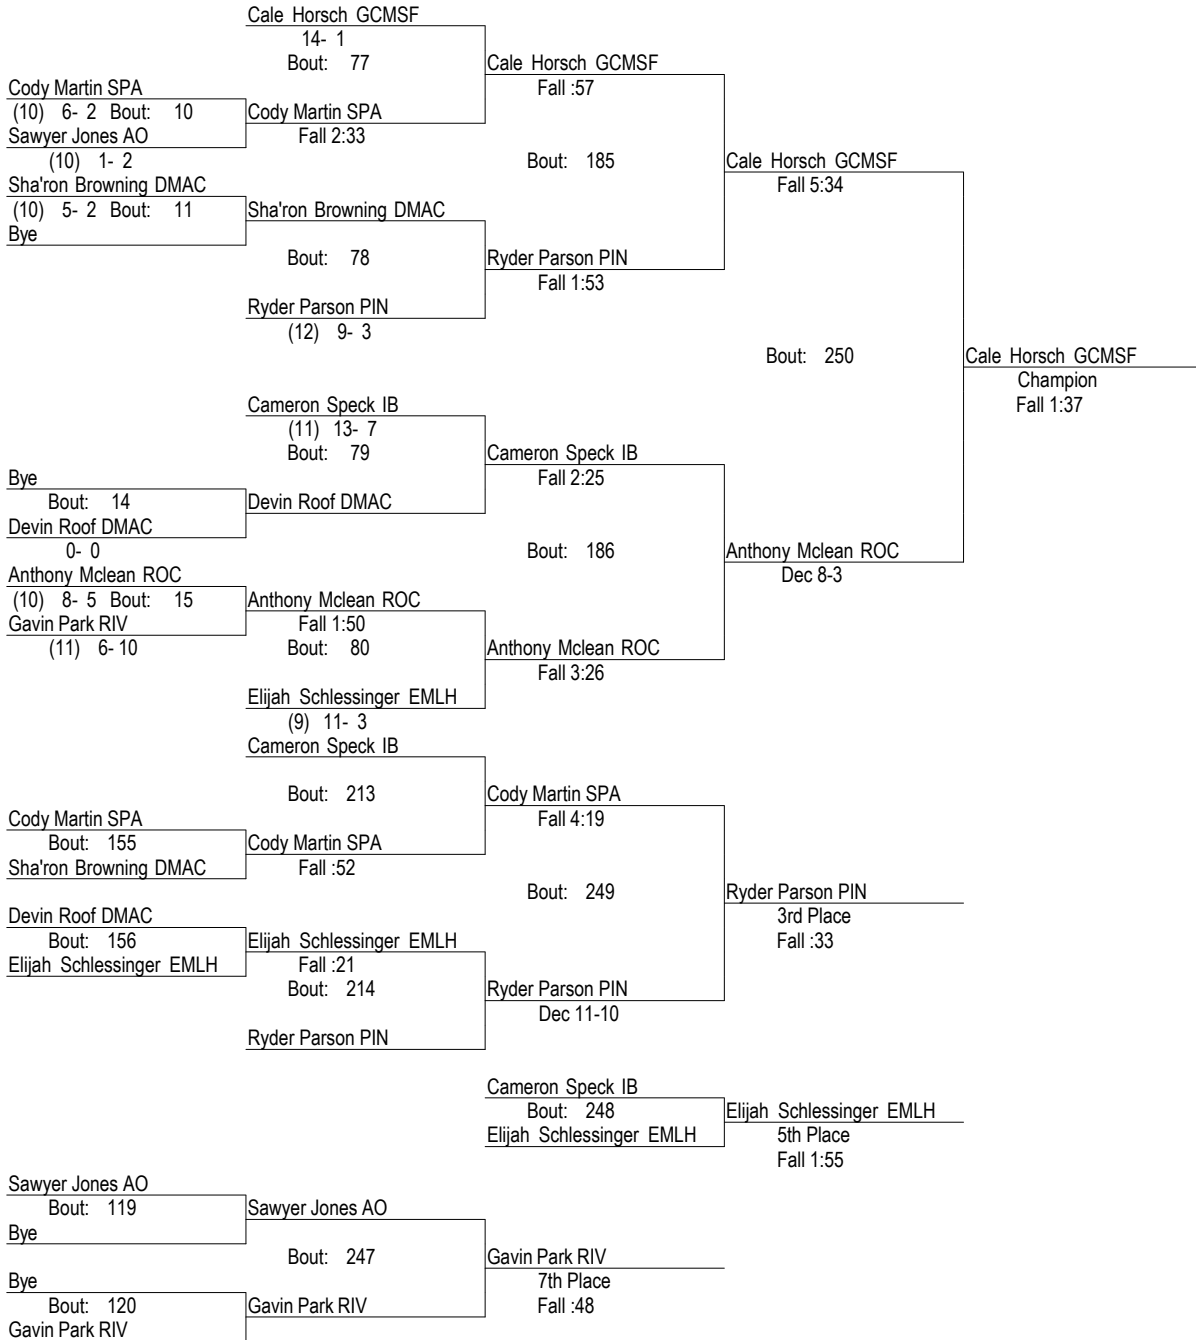 Cale Horsch GCMSF
14- 1
Bout: 77
Cale Horsch GCMSF
Fall :57
Cody Martin SPA
(10) 6- 2 Bout: 10
Cody Martin SPA
Sawyer Jones AO
Fall 2:33
(10) 1- 2
Bout: 185
Cale Horsch GCMSF
Sha'ron Browning DMAC
Fall 5:34
(10) 5- 2 Bout: 11
Sha'ron Browning DMAC
Bye
Bout: 78
Ryder Parson PIN
Fall 1:53
Ryder Parson PIN
(12) 9- 3
Bout: 250
Cale Horsch GCMSF
Champion
Fall 1:37
Cameron Speck IB
(11) 13- 7
Bout: 79
Cameron Speck IB
Fall 2:25
Bye
Bout: 14
Devin Roof DMAC
Devin Roof DMAC
0- 0
Bout: 186
Anthony Mclean ROC
Dec 8-3
Anthony Mclean ROC
(10) 8- 5 Bout: 15
Anthony Mclean ROC
Gavin Park RIV
Fall 1:50
(11) 6- 10
Bout: 80
Anthony Mclean ROC
Fall 3:26
Elijah Schlessinger EMLH
(9) 11- 3
Cameron Speck IB
Bout: 213
Cody Martin SPA
Fall 4:19
Cody Martin SPA
Bout: 155
Cody Martin SPA
Sha'ron Browning DMAC
Fall :52
Bout: 249
Ryder Parson PIN
3rd Place
Fall :33
Devin Roof DMAC
Bout: 156
Elijah Schlessinger EMLH
Elijah Schlessinger EMLH
Fall :21
Bout: 214
Ryder Parson PIN
Dec 11-10
Ryder Parson PIN
Cameron Speck IB
Bout: 248
Elijah Schlessinger EMLH
Elijah Schlessinger EMLH
5th Place
Fall 1:55
Sawyer Jones AO
Bout: 119
Sawyer Jones AO
Bye
Bout: 247
Gavin Park RIV
7th Place
Fall :48
Bye
Bout: 120
Gavin Park RIV
Gavin Park RIV